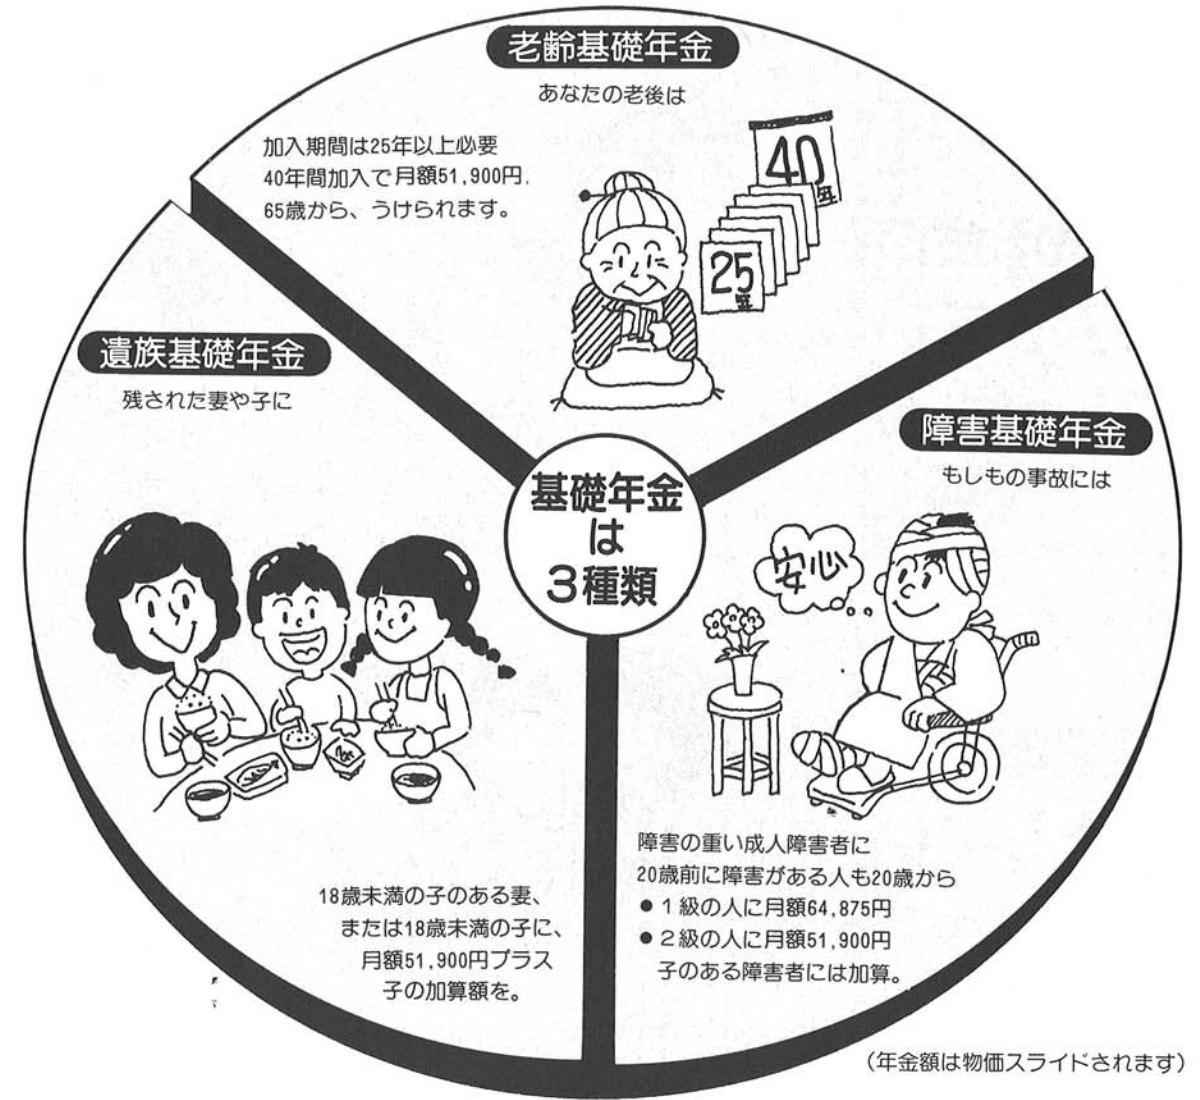 老齢基礎年金
あなたの老後は
加入期間は25年以上必要
40年間加入で月額51,900円.
65歳から、うけられます。
40年
25年
遺族基礎年金
残された妻や子に
18歳未満の子のある妻、
または18歳未満の子に、
月額51,900円プラス
子の加算額を。
基礎年金
は
3種類
障害基礎年金
もしもの事故には
安心
障害の重い成人障害者に
20歳前に障害がある人も20歳から
●1級の人に月額64,875円
●2級の人に月額51,900円
子のある障害者には加算。
(年金額は物価スライドされます)